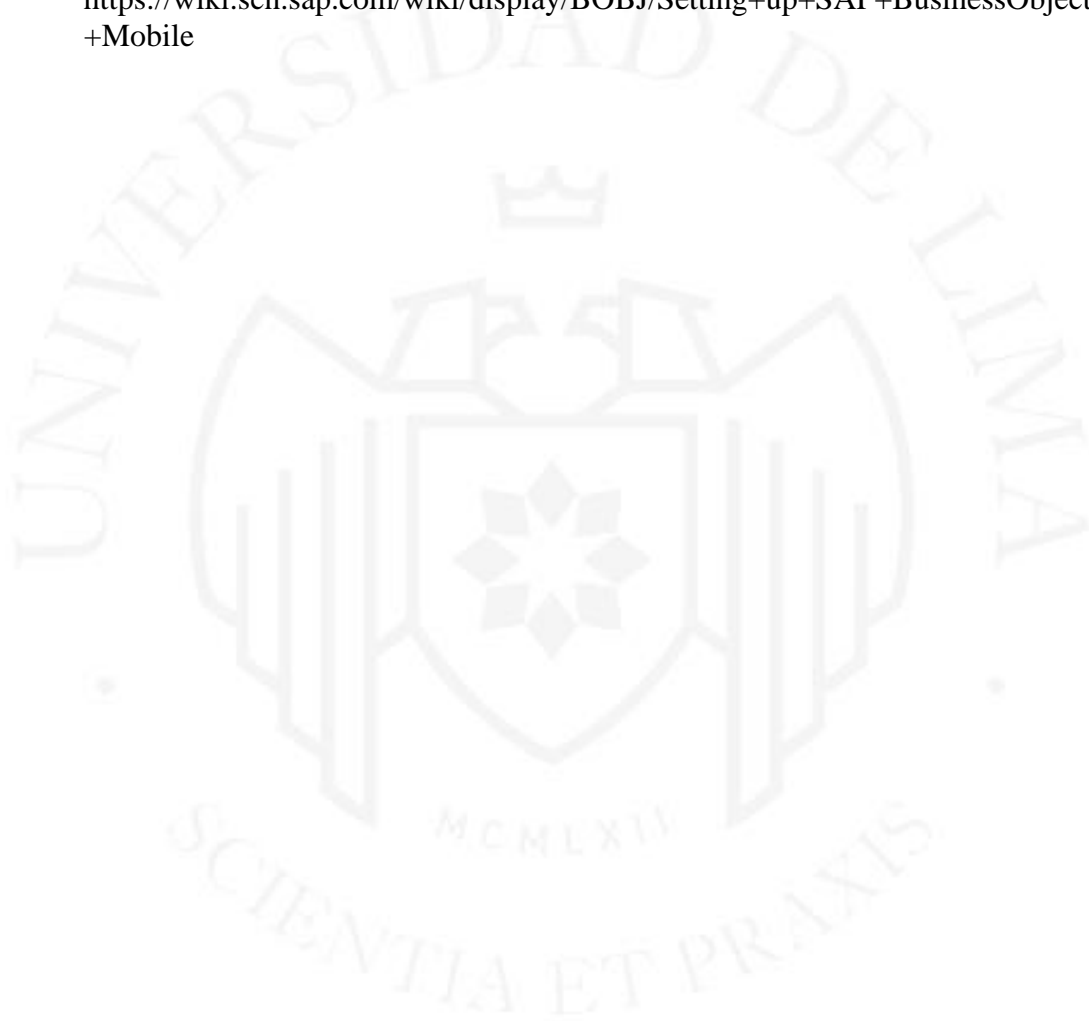 https://wiki.scn.sap.com/wiki/display/BOBJ/Setting+up+SAP+BusinessObject
+Mobile
UNIVERSIDAD DE LIMA
MCMLXII
SCIENTIA ET PRAXIS